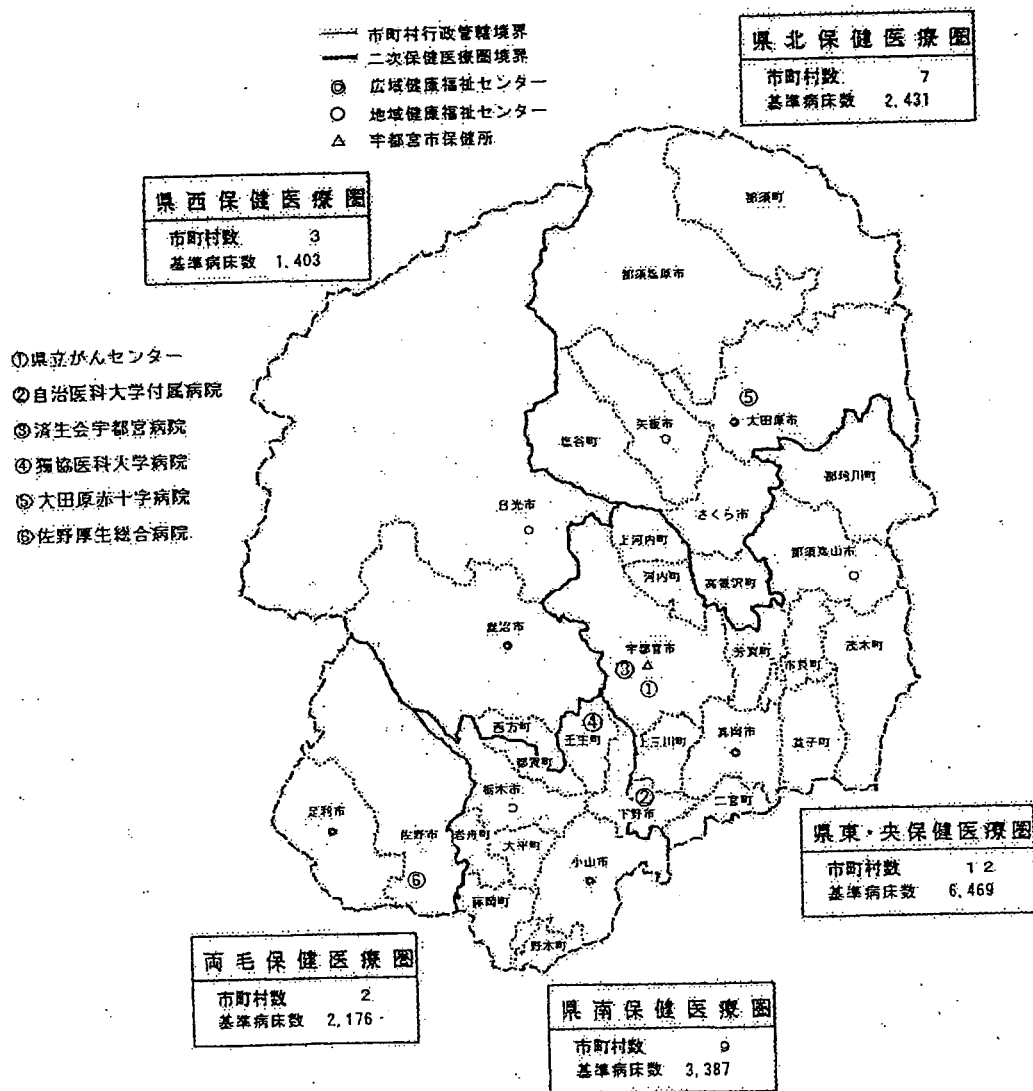 市町村行政管轄境界
二次保健医療圏境界
◎ 広域健康福祉センター
○ 地域健康福祉センター
△ 宇都宮市保健所
県北保健医療圏
市町村数 7
基準病床数 2,431
県西保健医療圏
市町村数 3
基準病床数 1,403
①県立がんセンター
②自治医科大学付属病院
③済生会宇都宮病院
④獨協医科大学病院
⑤大田原赤十字病院
⑥佐野厚生総合病院
那須町
那須塩原市
⑤
大田原市
矢板市
塩谷町
那珂川町
さくら市
日光市
上河内町
那須烏山市
河内町
高根沢町
鹿沼市
宇都宮市
③
①
芳賀町
市貝町
茂木町
西方町
④
壬生町
上三川町
真岡市
益子町
都賀町
栃木市
②
下野市
二宮町
足利市
佐野市
岩舟町
大平町
小山市
⑥
藤岡町
野木町
県東・央保健医療圏
市町村数 12
基準病床数 6,469
両毛保健医療圏
市町村数 2
基準病床数 2,176
県南保健医療圏
市町村数 9
基準病床数 3,387